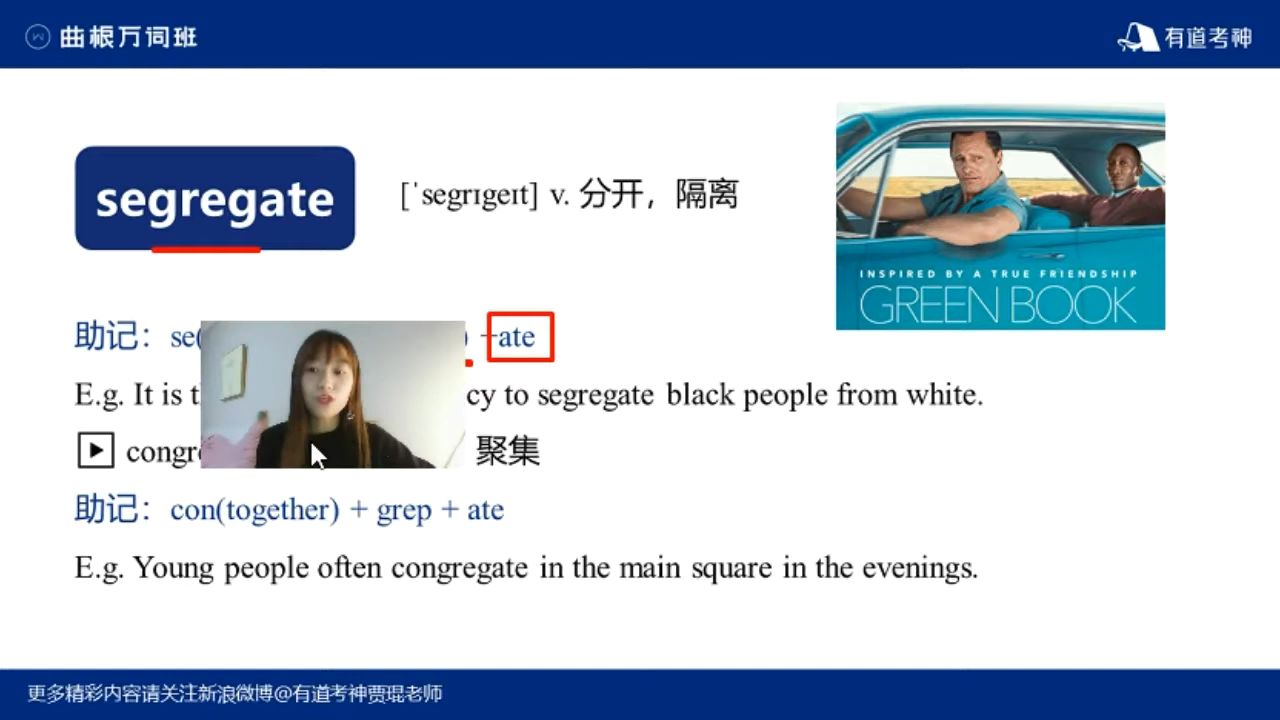 曲根万词班
有道考神
segregate
[ˈsegrɪgeɪt] v. 分开，隔离
INSPIRED BY A TRUE FRIENDSHIP
GREEN BOOK
助记：se( ) +ate
E.g. It is cy to segregate black people from white.
congr 聚集
助记：con(together) + grep + ate
E.g. Young people often congregate in the main square in the evenings.
更多精彩内容请关注新浪微博@有道考神贾琨老师